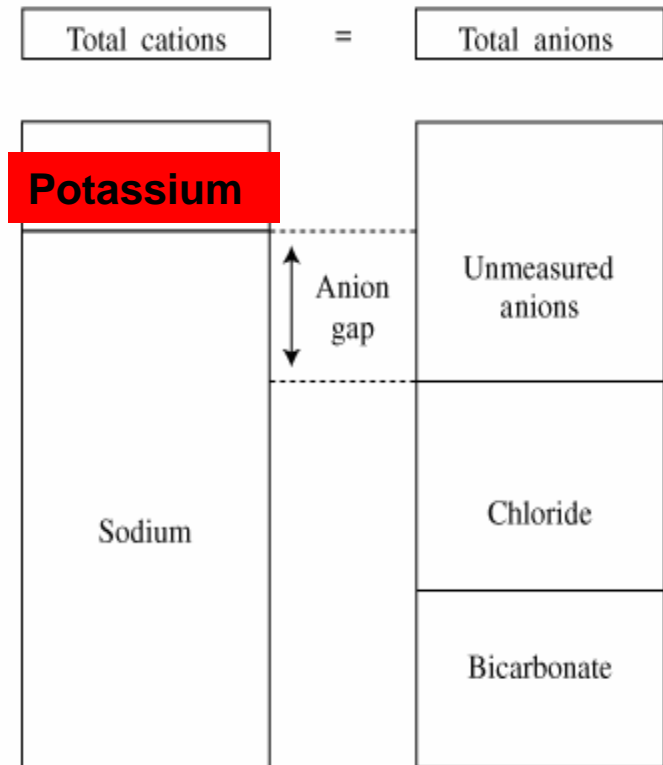 Total cations = Total anions
Potassium
Anion
gap
Unmeasured
anions
Sodium
Chloride
Bicarbonate